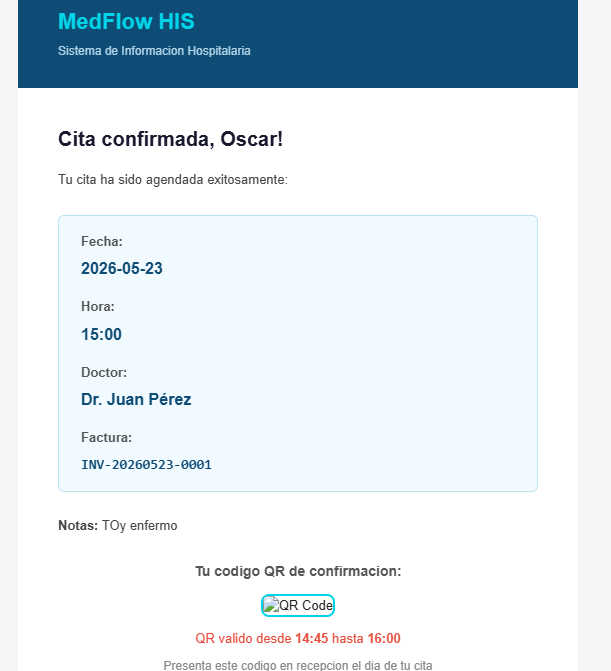 MedFlow HIS
Sistema de Informacion Hospitalaria
Cita confirmada, Oscar!
Tu cita ha sido agendada exitosamente:
Fecha:
2026-05-23
Hora:
15:00
Doctor:
Dr. Juan Pérez
Factura:
INV-20260523-0001
Notas: TOy enfermo
Tu codigo QR de confirmacion:
QR Code
QR valido desde 14:45 hasta 16:00
Presenta este codigo en recepcion el dia de tu cita